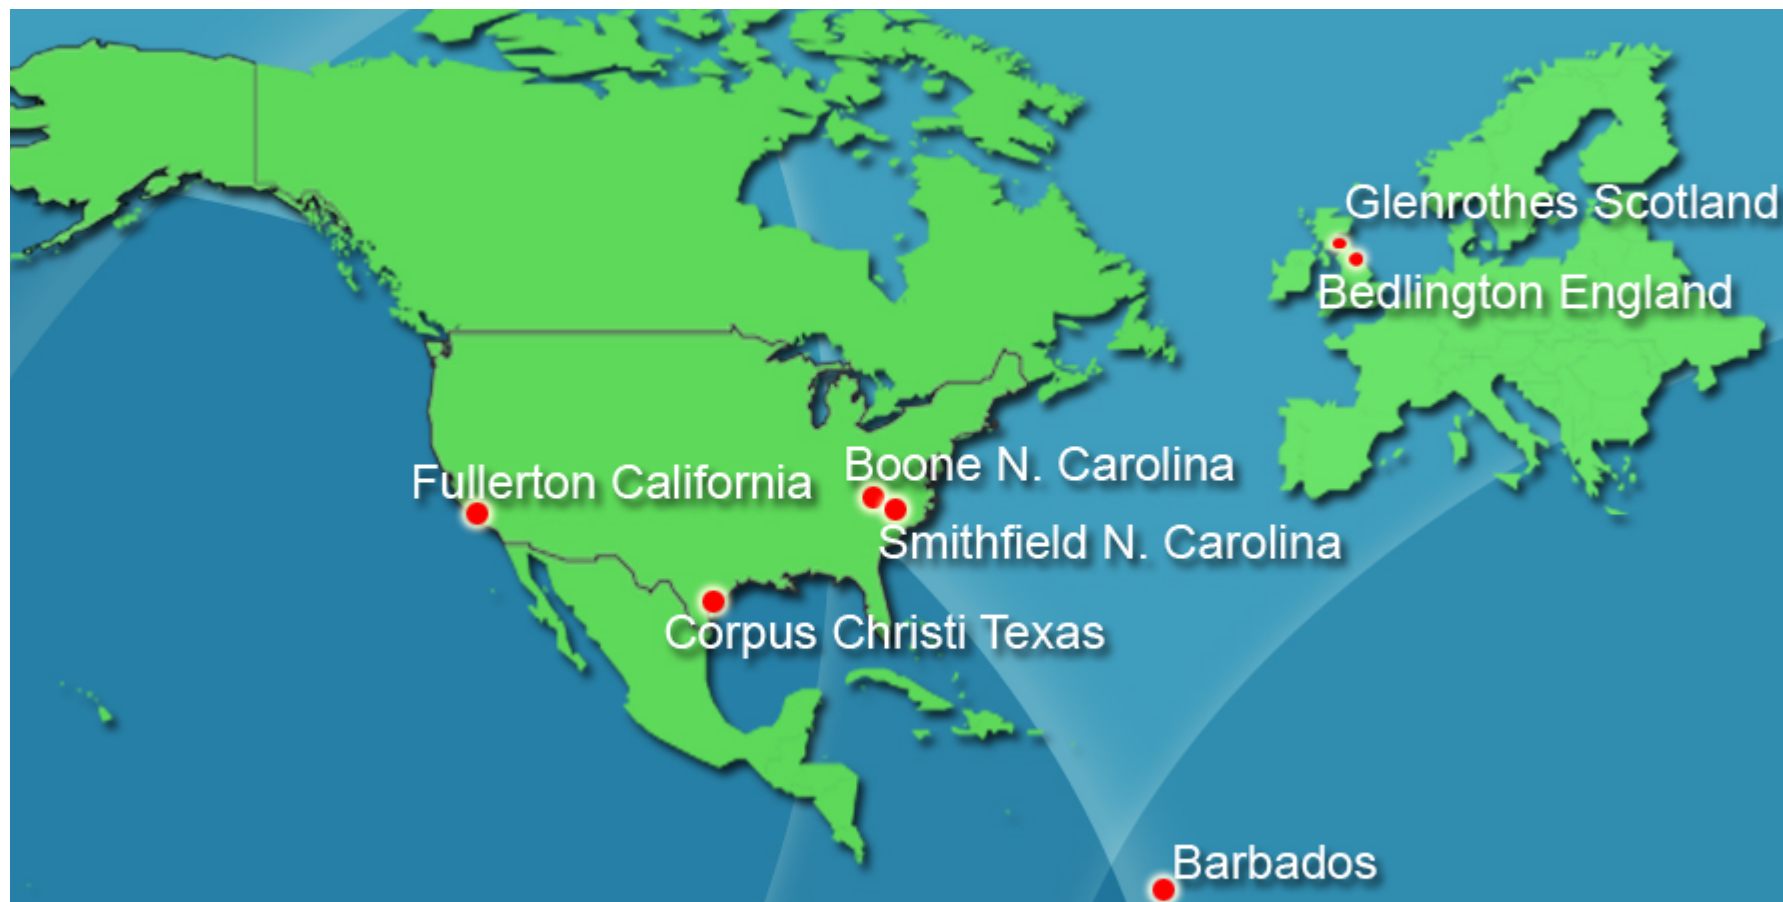 Glenrothes Scotland
Bedlington England
Boone N. Carolina
Fullerton California
Smithfield N. Carolina
Corpus Christi Texas
Barbados